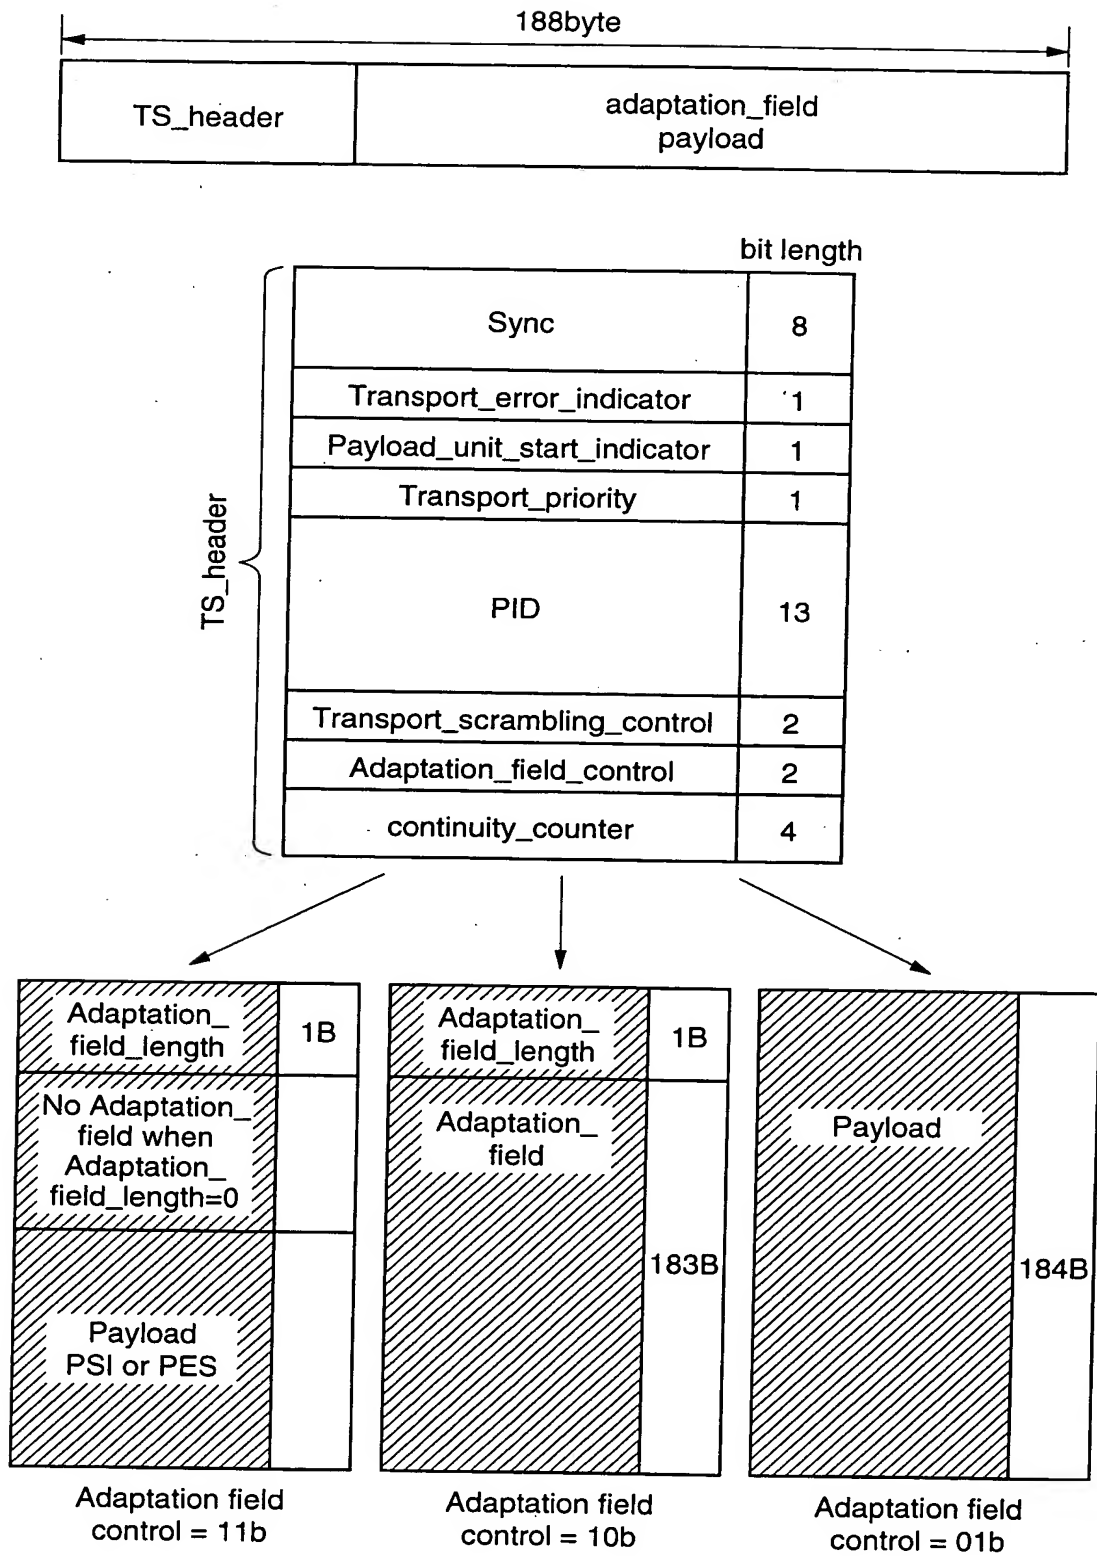 188byte
TS_header
adaptation_field
payload
bit length
TS_header
Sync
8
Transport_error_indicator
1
Payload_unit_start_indicator
1
Transport_priority
1
PID
13
Transport_scrambling_control
2
Adaptation_field_control
2
continuity_counter
4
Adaptation_
field_length
1B
No Adaptation_
field when
Adaptation_
field_length=0
Payload
PSI or PES
Adaptation field
control = 11b
Adaptation_
field_length
1B
Adaptation_
field
183B
Adaptation field
control = 10b
Payload
184B
Adaptation field
control = 01b